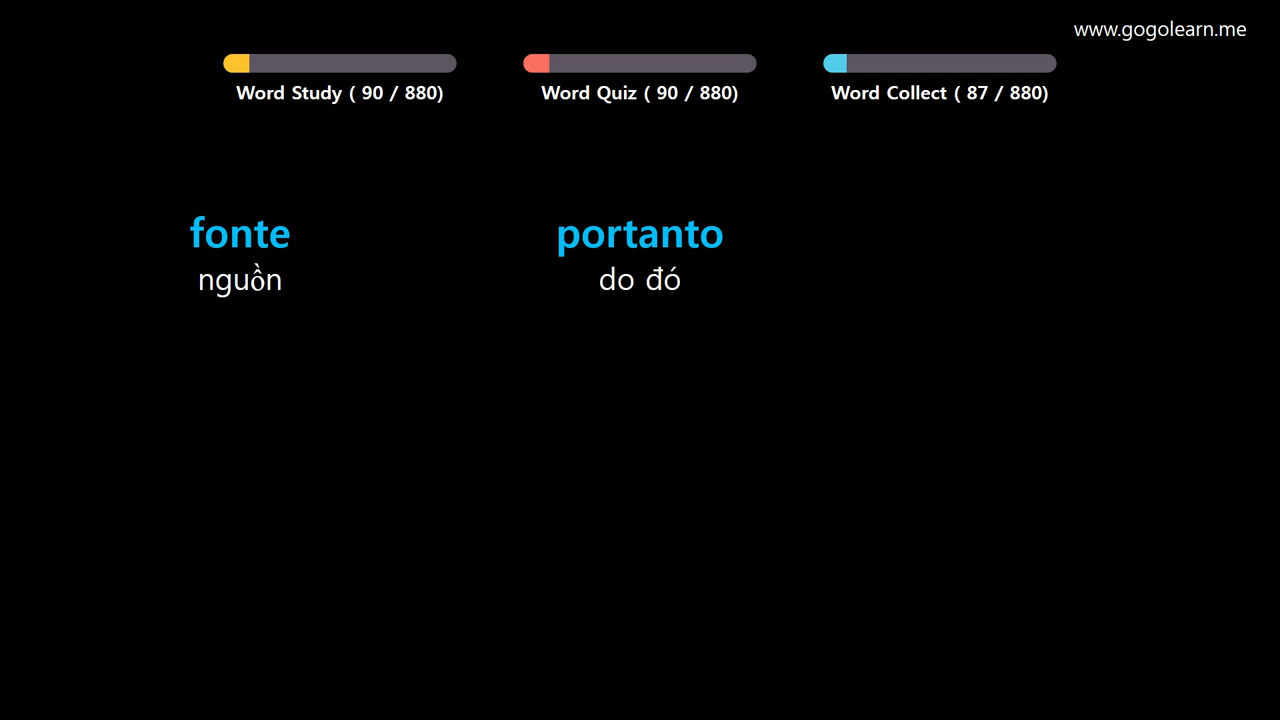 www.gogolearn.me
Word Study ( 90 / 880)
Word Quiz ( 90 / 880)
Word Collect ( 87 / 880)
fonte
nguồn
portanto
do đó